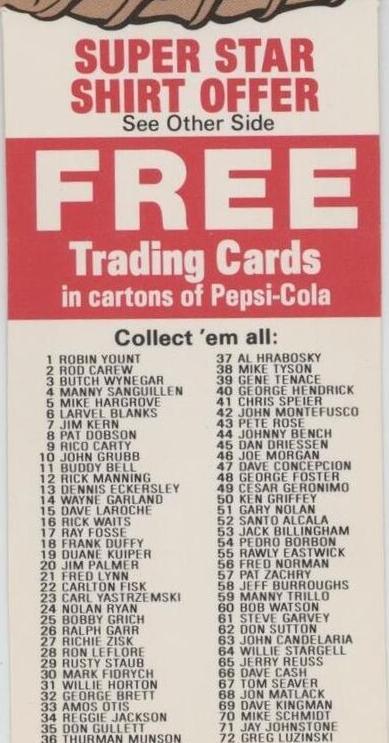 SUPER STAR
SHIRT OFFER
See Other Side
FREE
Trading Cards
in cartons of Pepsi-Cola
Collect 'em all:
1 ROBIN YOUNT
2 ROD CAREW
3 BUTCH WYNEGAR
4 MANNY SANGUILLEN
5 MIKE HARGROVE
6 LARVEL BLANKS
7 JIM KERN
8 PAT DOBSON
9 RICO CARTY
10 JOHN GRUBB
11 BUDDY BELL
12 RICK MANNING
13 DENNIS ECKERSLEY
14 WAYNE GARLAND
15 DAVE LAROCHE
16 RICK WAITS
17 RAY FOSSE
18 FRANK DUFFY
19 DUANE KUIPER
20 JIM PALMER
21 FRED LYNN
22 CARLTON FISK
23 CARL YASTRZEMSKI
24 NOLAN RYAN
25 BOBBY GRICH
26 RALPH GARR
27 RICHIE ZISK
28 RON LEFLORE
29 RUSTY STAUB
30 MARK FIDRYCH
31 WILLIE HORTON
32 GEORGE BRETT
33 AMOS OTIS
34 REGGIE JACKSON
35 DON GULLETT
36 THURMAN MUNSON
37 AL HRABOSKY
38 MIKE TYSON
39 GENE TENACE
40 GEORGE HENDRICK
41 CHRIS SPEIER
42 JOHN MONTEFUSCO
43 PETE ROSE
44 JOHNNY BENCH
45 DAN DRIESSEN
46 JOE MORGAN
47 DAVE CONCEPCION
48 GEORGE FOSTER
49 CESAR GERONIMO
50 KEN GRIFFEY
51 GARY NOLAN
52 SANTO ALCALA
53 JACK BILLINGHAM
54 PEDRO BORBON
55 RAWLY EASTWICK
56 FRED NORMAN
57 PAT ZACHRY
58 JEFF BURROUGHS
59 MANNY TRILLO
60 BOB WATSON
61 STEVE GARVEY
62 DON SUTTON
63 JOHN CANDELARIA
64 WILLIE STARGELL
65 JERRY REUSS
66 DAVE CASH
67 TOM SEAVER
68 JON MATLACK
69 DAVE KINGMAN
70 MIKE SCHMIDT
71 JAY JOHNSTONE
72 GREG LUZINSKI